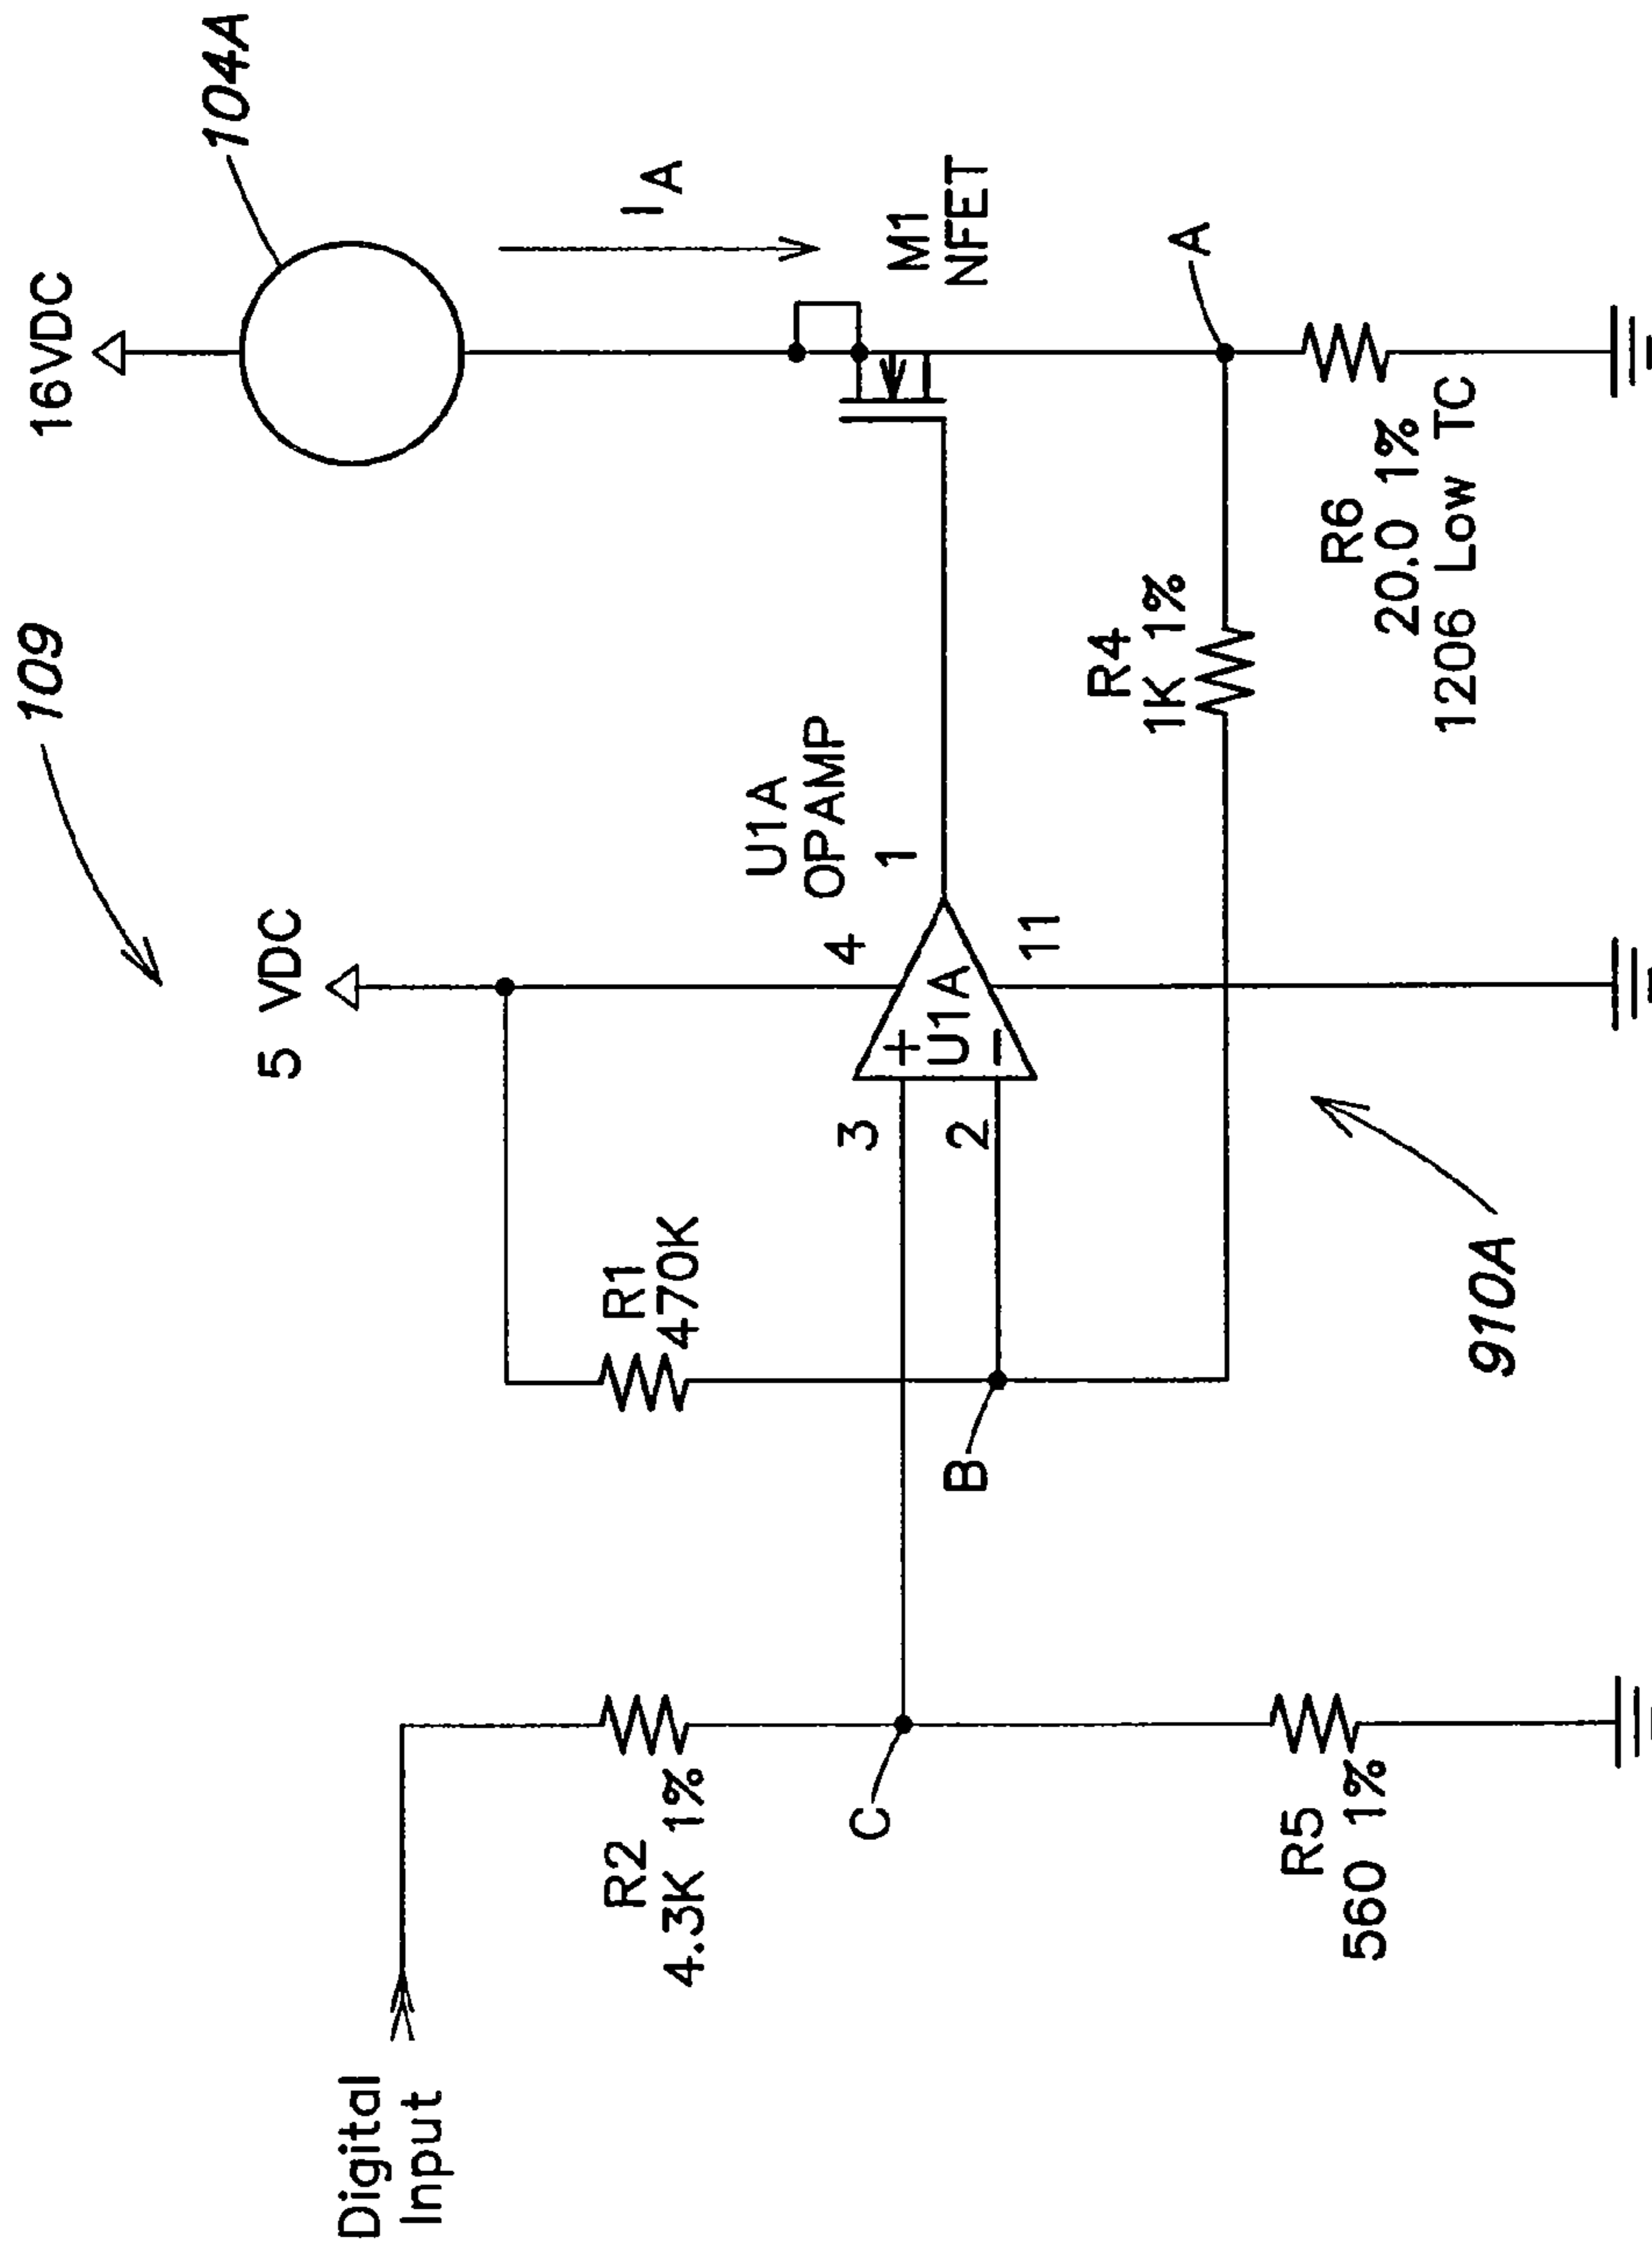 109
16VDC
104A
5 VDC
I A
M1
NFET
U1A
OPAMP
4
1
3
U1A
2
11
R1
470K
R4
1K 1%
A
R6
20.0 1%
1206 Low TC
B
910A
Digital
Input
R2
4.3K 1%
C
R5
560 1%
+
−